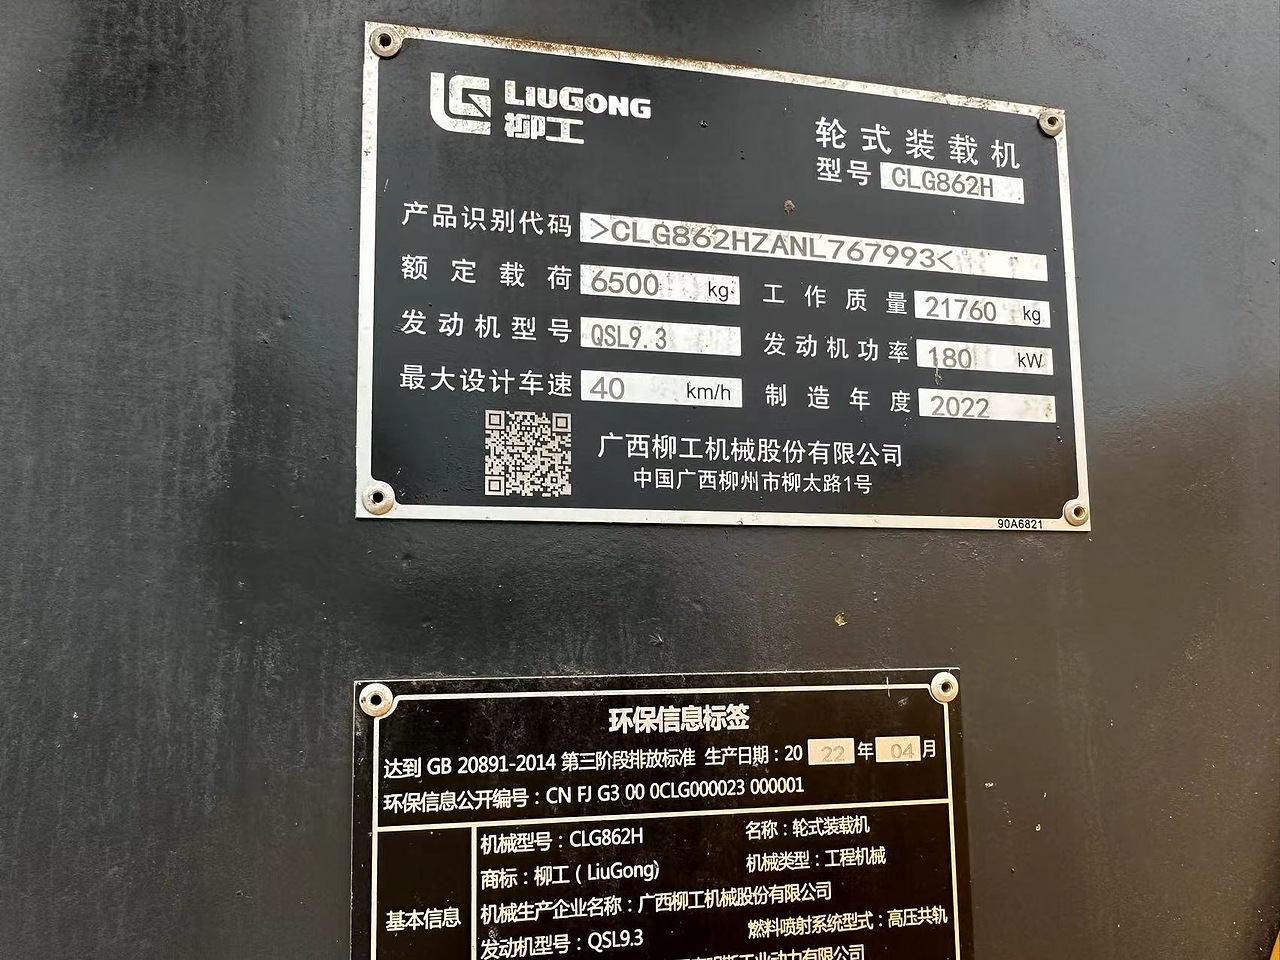 LIUGONG
柳工
轮式装载机
型号 CLG862H
产品识别代码 >CLG862HZANL767993<
额定载荷 6500 kg 工作质量 21760 kg
发动机型号 QSL9.3 发动机功率 180 kW
最大设计车速 40 km/h 制造年度 2022
广西柳工机械股份有限公司
中国广西柳州市柳太路1号
90A6821
环保信息标签
达到 GB 20891-2014 第三阶段排放标准 生产日期：20 22 年 04 月
环保信息公开编号：CN FJ G3 00 0CLG000023 000001
基本信息
机械型号：CLG862H 名称：轮式装载机
商标：柳工（LiuGong) 机械类型：工程机械
机械生产企业名称：广西柳工机械股份有限公司
发动机型号：QSL9.3 燃料喷射系统型式：高压共轨
工业动力有限公司